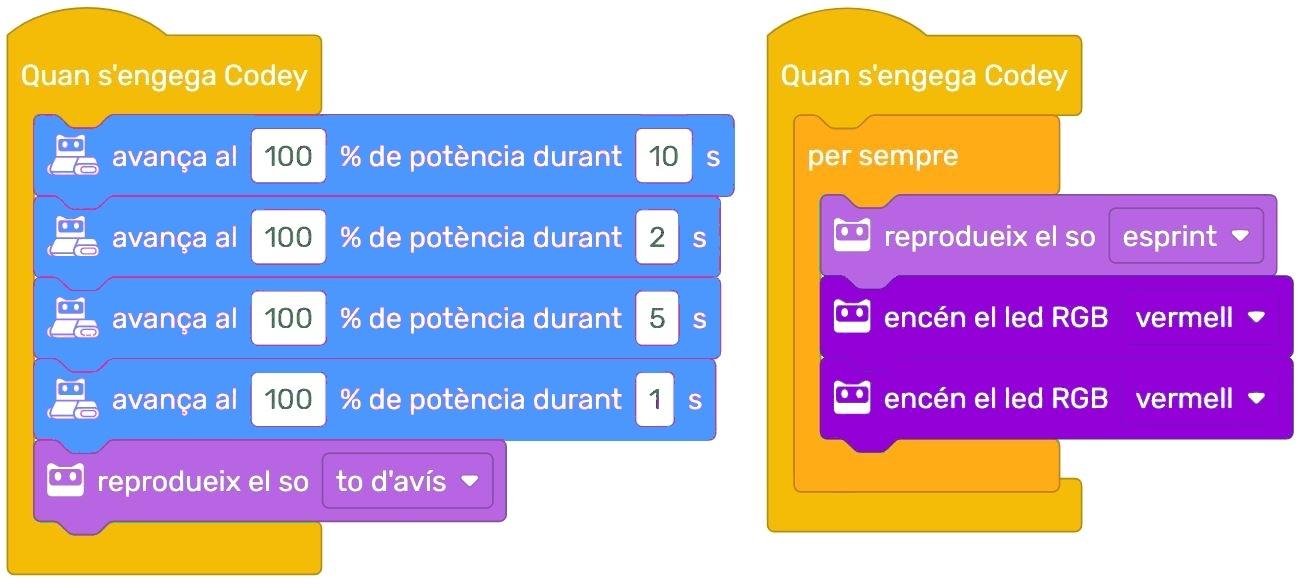 Quan s'engega Codey
avança al 100 % de potència durant 10 s
avança al 100 % de potència durant 2 s
avança al 100 % de potència durant 5 s
avança al 100 % de potència durant 1 s
reprodueix el so to d'avís
Quan s'engega Codey
per sempre
reprodueix el so esprint
encén el led RGB vermell
encén el led RGB vermell